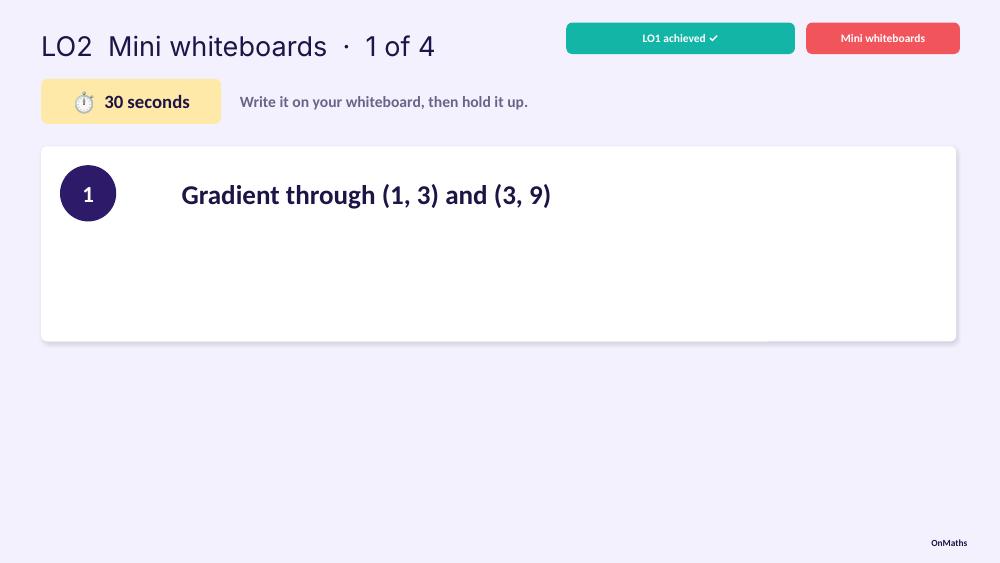 LO2 Mini whiteboards · 1 of 4
LO1 achieved ✓
Mini whiteboards
⏱️ 30 seconds
Write it on your whiteboard, then hold it up.
1
Gradient through (1, 3) and (3, 9)
OnMaths